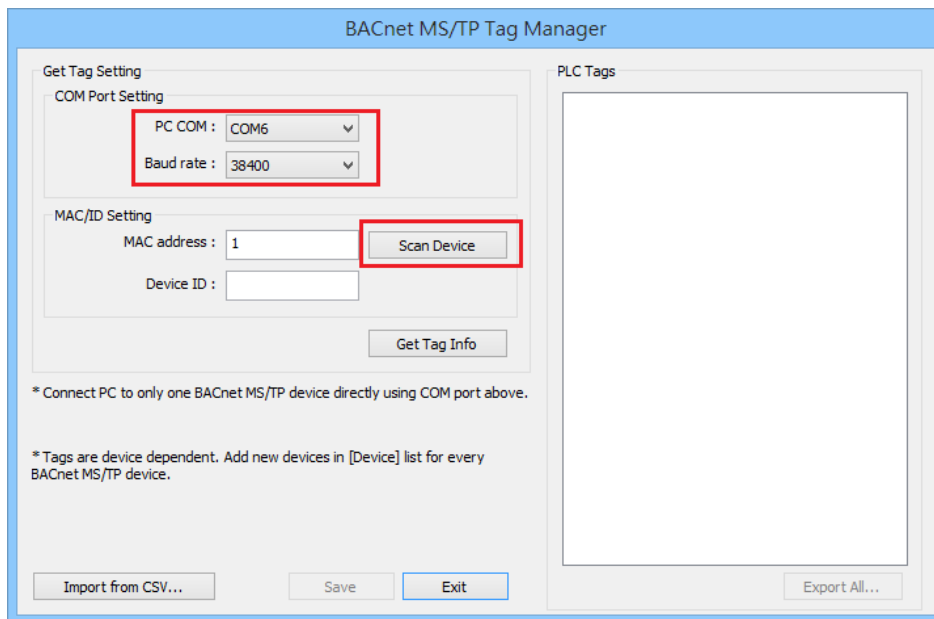 BACnet MS/TP Tag Manager
Get Tag Setting
COM Port Setting
PC COM : COM6
Baud rate : 38400
MAC/ID Setting
MAC address : 1
Scan Device
Device ID :
Get Tag Info
* Connect PC to only one BACnet MS/TP device directly using COM port above.
* Tags are device dependent. Add new devices in [Device] list for every
BACnet MS/TP device.
Import from CSV...
Save
Exit
PLC Tags
Export All...